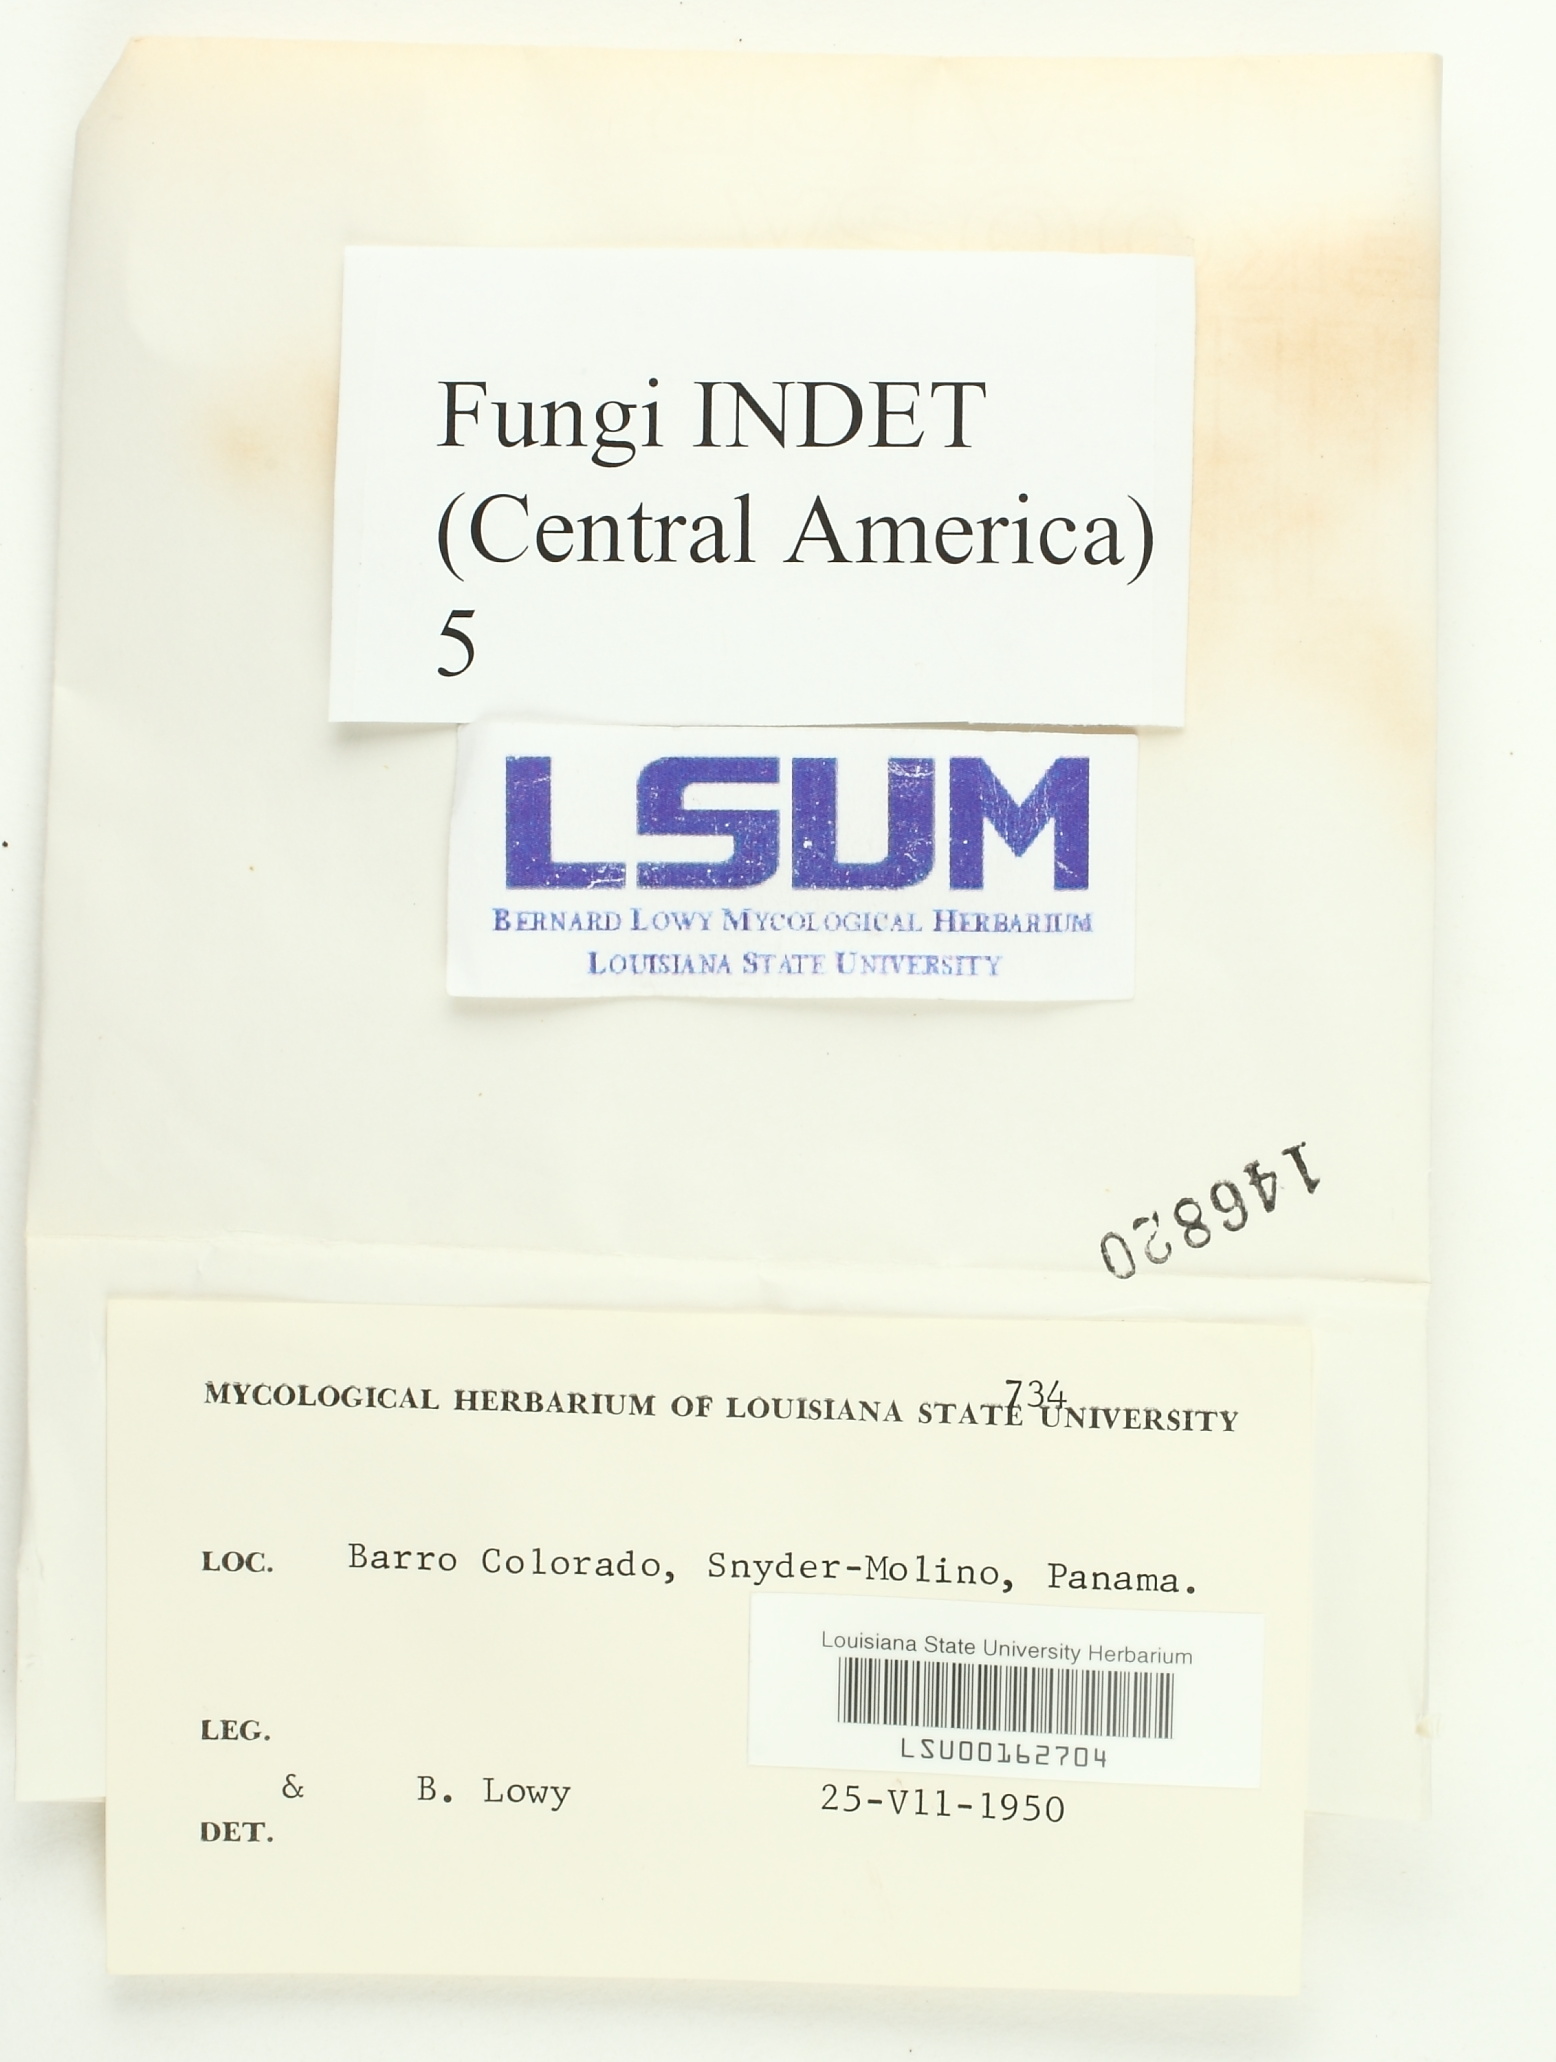 Fungi INDET
(Central America)
5
LSUM
BERNARD LOWY MYCOLOGICAL HERBARIUM
LOUISIANA STATE UNIVERSITY
146820
734
MYCOLOGICAL HERBARIUM OF LOUISIANA STATE UNIVERSITY
LOC. Barro Colorado, Snyder-Molino, Panama.
Louisiana State University Herbarium
LSU00162704
LEG.
& B. Lowy 25-V11-1950
DET.